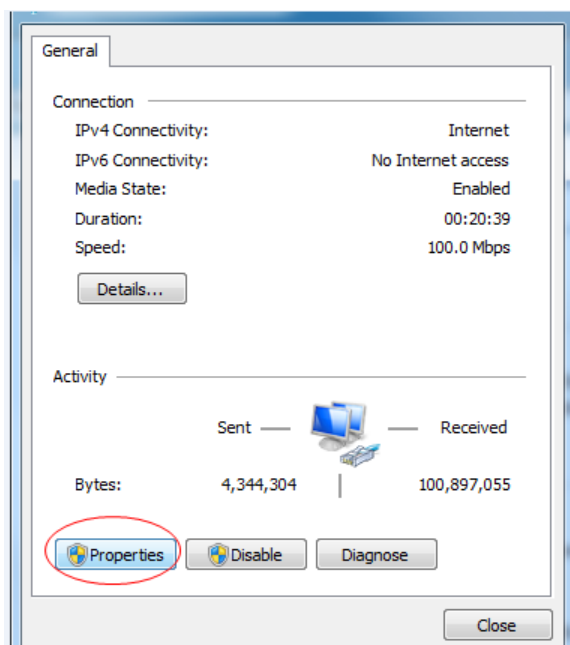 General
Connection
IPv4 Connectivity: Internet
IPv6 Connectivity: No Internet access
Media State: Enabled
Duration: 00:20:39
Speed: 100.0 Mbps
Details...
Activity
Sent Received
Bytes: 4,344,304 100,897,055
Properties Disable Diagnose
Close